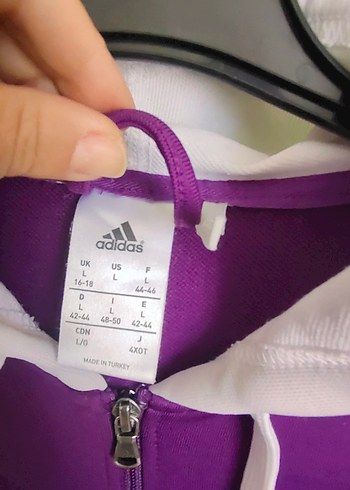 adidas
UK US F
L L L
16-18 44-46
D I E
L L L
42-44 48-50 42-44
CDN J
L/G 4XOT
MADE IN TURKEY